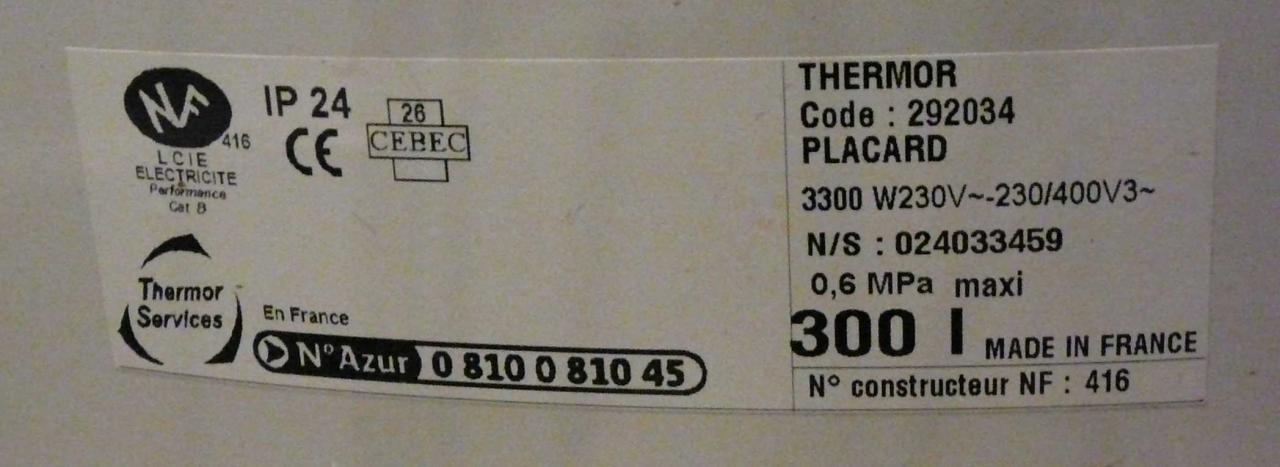 NF
416
LCIE
ELECTRICITE
Performance
Cat B
IP 24
CE
26
CEBEC
Thermor
Services
En France
N°Azur 0 810 0 810 45
THERMOR
Code : 292034
PLACARD
3300 W230V~-230/400V3~
N/S : 024033459
0,6 MPa maxi
300 l MADE IN FRANCE
N° constructeur NF : 416